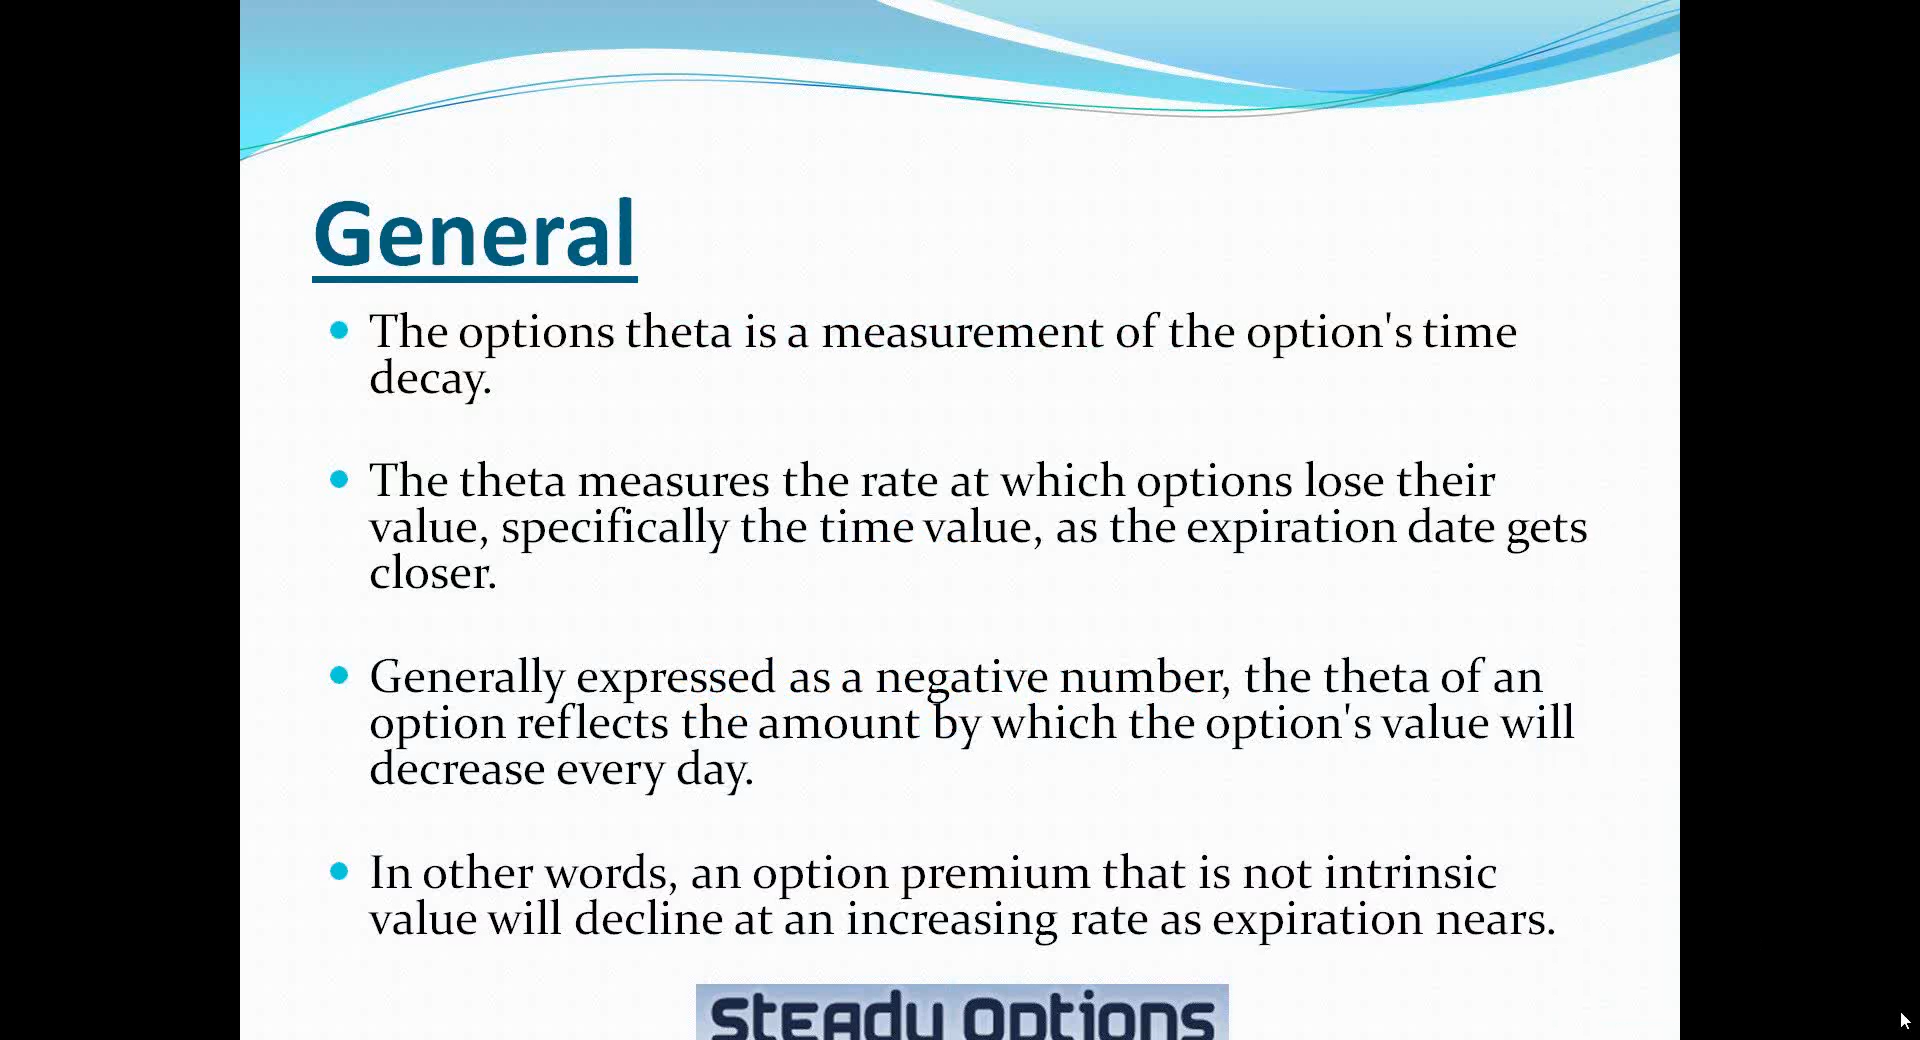 General
The options theta is a measurement of the option's time
decay.
The theta measures the rate at which options lose their
value, specifically the time value, as the expiration date gets
closer.
Generally expressed as a negative number, the theta of an
option reflects the amount by which the option's value will
decrease every day.
In other words, an option premium that is not intrinsic
value will decline at an increasing rate as expiration nears.
Steady Options